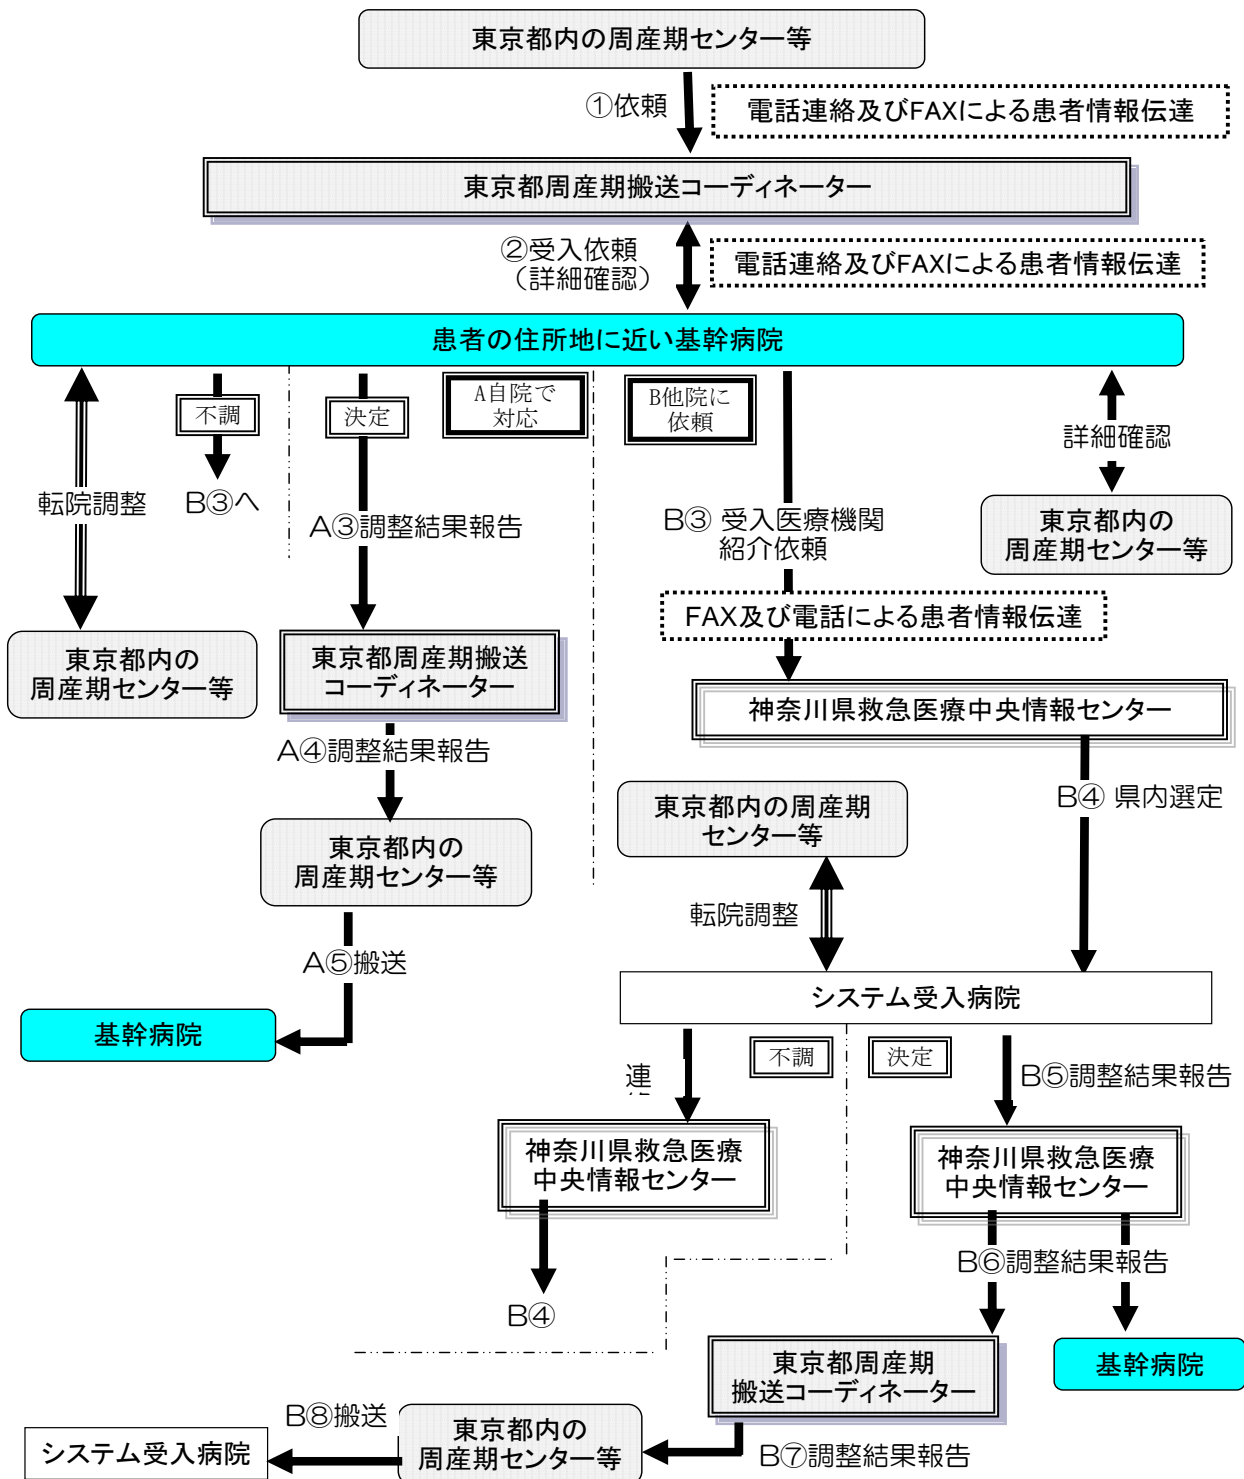 東京都内の周産期センター等
①依頼
電話連絡及びFAXによる患者情報伝達
東京都周産期搬送コーディネーター
②受入依頼
（詳細確認）
電話連絡及びFAXによる患者情報伝達
患者の住所地に近い基幹病院
不調
決定
A自院で
対応
B他院に
依頼
詳細確認
転院調整
B③へ
A③調整結果報告
B③ 受入医療機関
紹介依頼
東京都内の
周産期センター等
FAX及び電話による患者情報伝達
東京都内の
周産期センター等
東京都周産期搬送
コーディネーター
神奈川県救急医療中央情報センター
A④調整結果報告
B④ 県内選定
東京都内の周産期
センター等
東京都内の
周産期センター等
転院調整
A⑤搬送
システム受入病院
基幹病院
不調
決定
連
B⑤調整結果報告
神奈川県救急医療
中央情報センター
神奈川県救急医療
中央情報センター
B⑥調整結果報告
B④
東京都周産期
搬送コーディネーター
基幹病院
B⑧搬送
東京都内の
周産期センター等
B⑦調整結果報告
システム受入病院